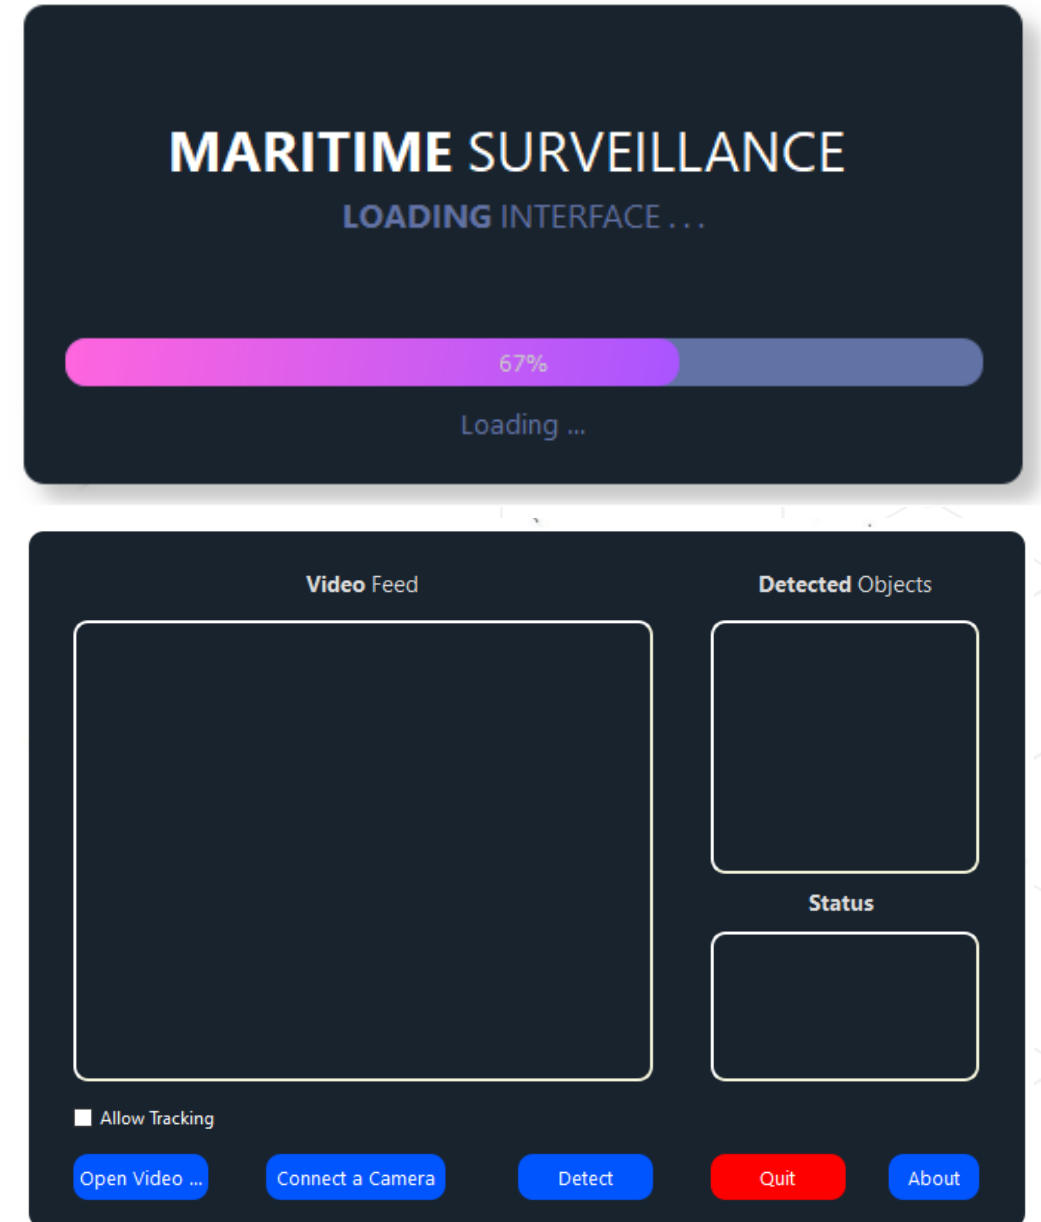 MARITIME SURVEILLANCE
LOADING INTERFACE . . .
67%
Loading ...
Video Feed
Detected Objects
Status
Allow Tracking
Open Video ...
Connect a Camera
Detect
Quit
About